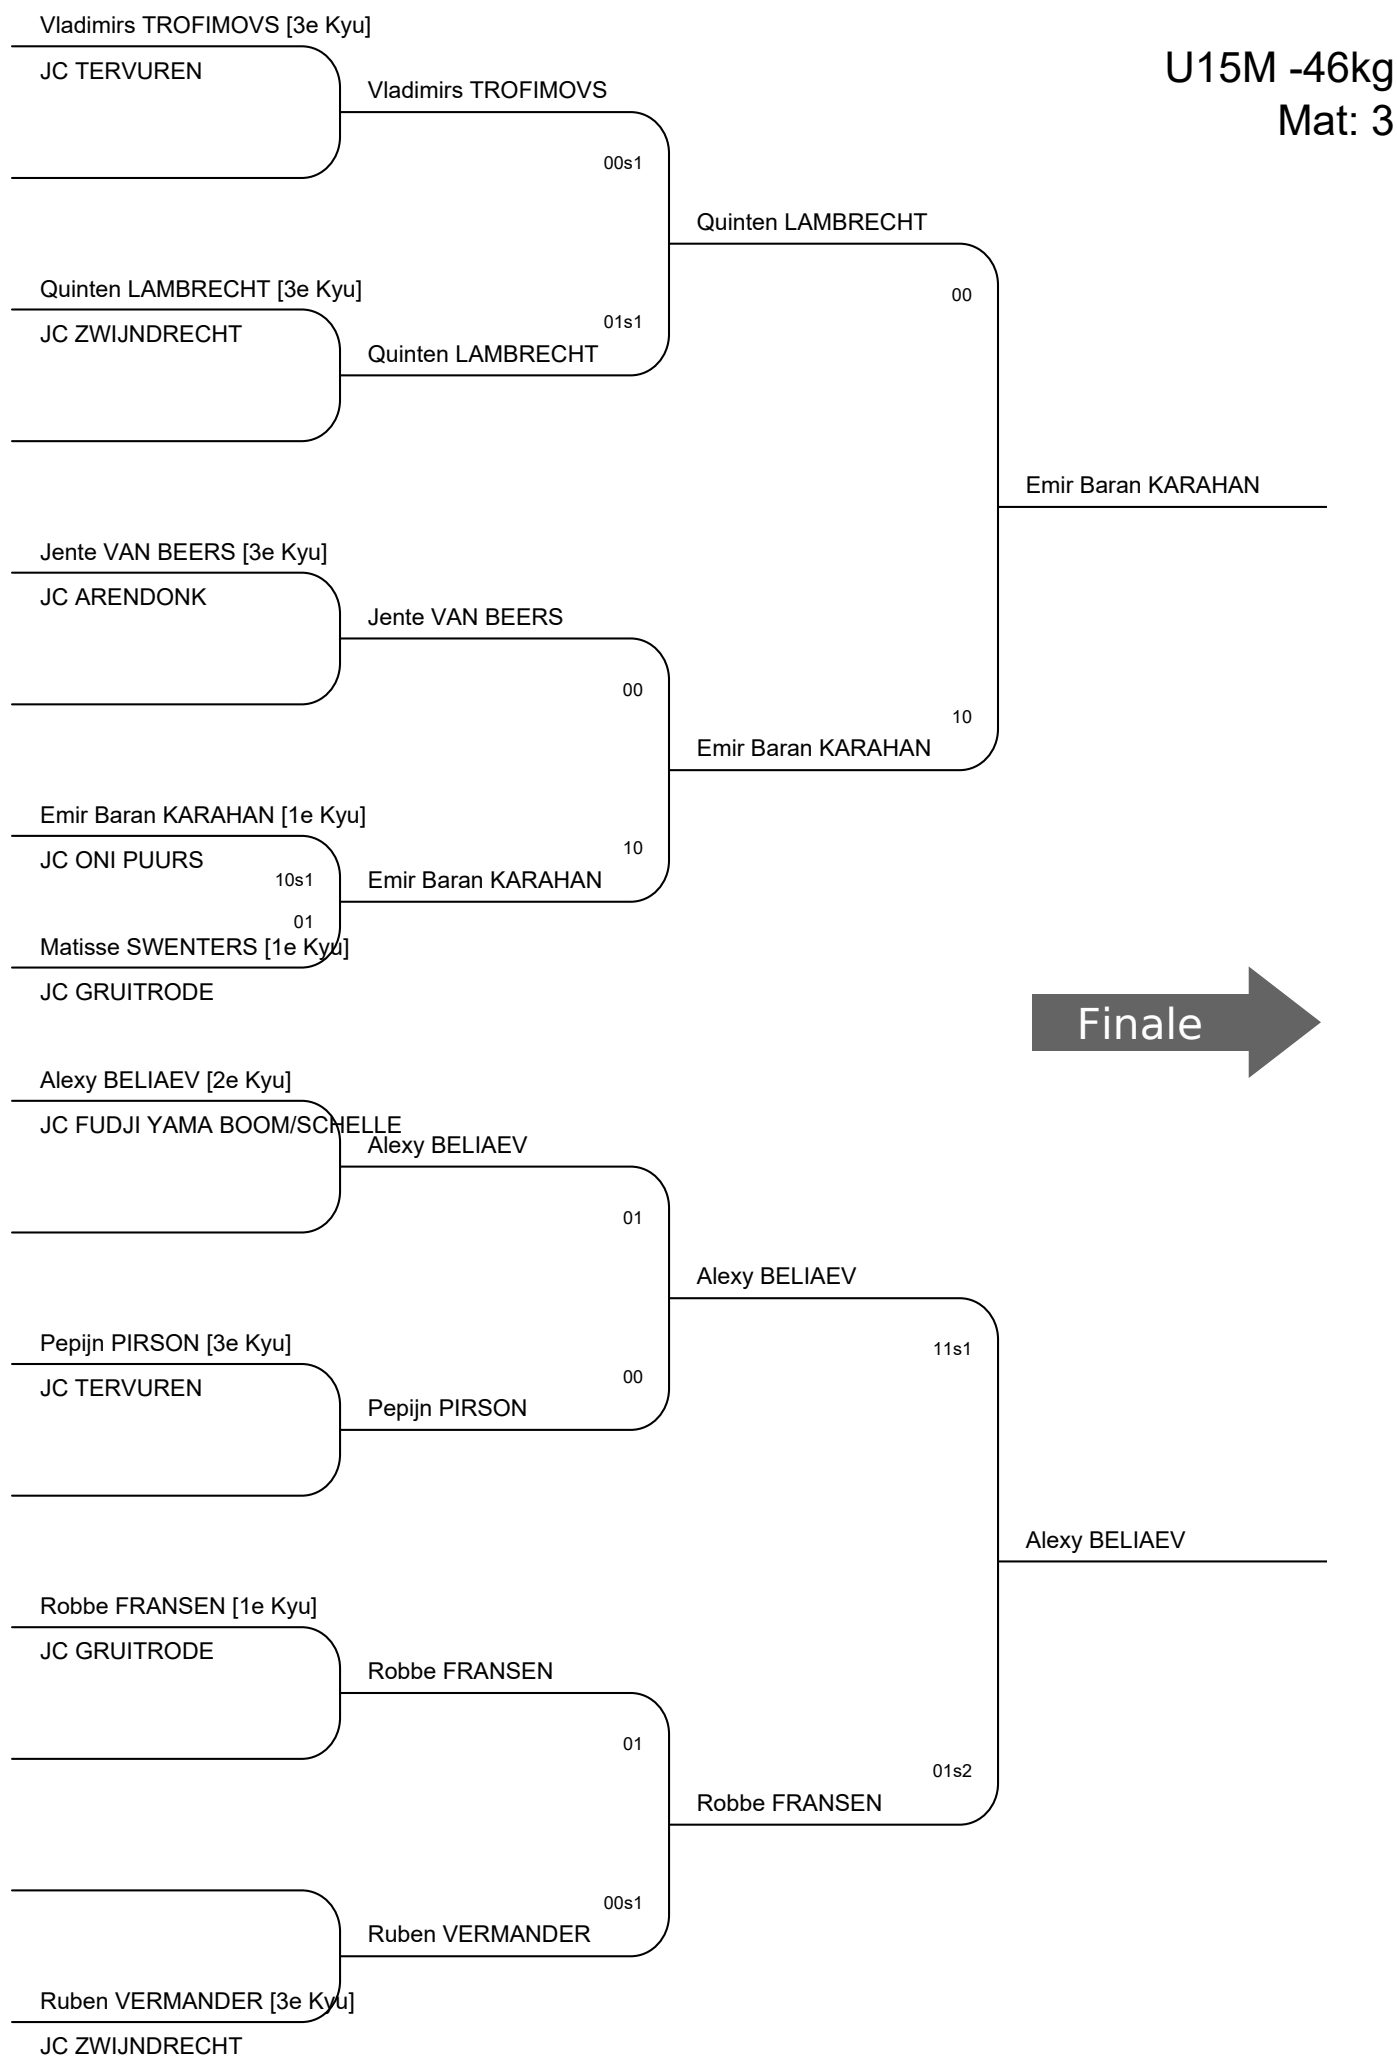 Vladimirs TROFIMOVS [3e Kyu]
JC TERVUREN
Vladimirs TROFIMOVS
U15M -46kg
Mat: 3
00s1
Quinten LAMBRECHT
Quinten LAMBRECHT [3e Kyu]
JC ZWIJNDRECHT
01s1
Quinten LAMBRECHT
00
Emir Baran KARAHAN
Jente VAN BEERS [3e Kyu]
JC ARENDONK
Jente VAN BEERS
00
10
Emir Baran KARAHAN
Emir Baran KARAHAN [1e Kyu]
JC ONI PUURS
10s1
10
Emir Baran KARAHAN
01
Matisse SWENTERS [1e Kyu]
JC GRUITRODE
Finale
Alexy BELIAEV [2e Kyu]
JC FUDJI YAMA BOOM/SCHELLE
Alexy BELIAEV
01
Alexy BELIAEV
Pepijn PIRSON [3e Kyu]
JC TERVUREN
00
Pepijn PIRSON
11s1
Alexy BELIAEV
Robbe FRANSEN [1e Kyu]
JC GRUITRODE
Robbe FRANSEN
01
01s2
Robbe FRANSEN
00s1
Ruben VERMANDER
Ruben VERMANDER [3e Kyu]
JC ZWIJNDRECHT